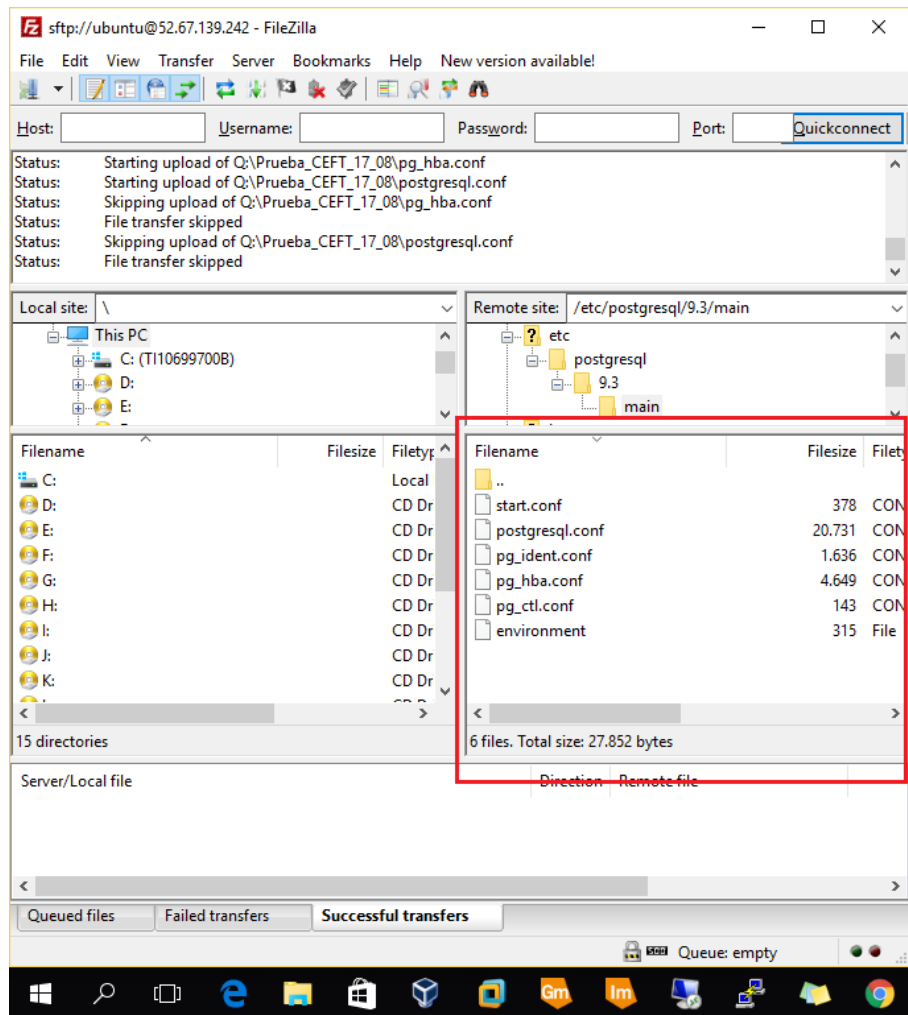 sftp://ubuntu@52.67.139.242 - FileZilla
File Edit View Transfer Server Bookmarks Help New version available!
Host: Username: Password: Port: Quickconnect
Status: Starting upload of Q:\Prueba_CEFT_17_08\pg_hba.conf
Status: Starting upload of Q:\Prueba_CEFT_17_08\postgresql.conf
Status: Skipping upload of Q:\Prueba_CEFT_17_08\pg_hba.conf
Status: File transfer skipped
Status: Skipping upload of Q:\Prueba_CEFT_17_08\postgresql.conf
Status: File transfer skipped
Local site: \
This PC
C: (TI10699700B)
D:
E:
Remote site: /etc/postgresql/9.3/main
? etc
postgresql
9.3
main
Filename Filesize Filetyp
C: Local
D: CD Dr
E: CD Dr
F: CD Dr
G: CD Dr
H: CD Dr
I: CD Dr
J: CD Dr
K: CD Dr
15 directories
Filename Filesize Filety
..
start.conf 378 CON
postgresql.conf 20.731 CON
pg_ident.conf 1.636 CON
pg_hba.conf 4.649 CON
pg_ctl.conf 143 CON
environment 315 File
6 files. Total size: 27.852 bytes
Server/Local file Direction Remote file
Queued files Failed transfers Successful transfers
Queue: empty
Gm Im